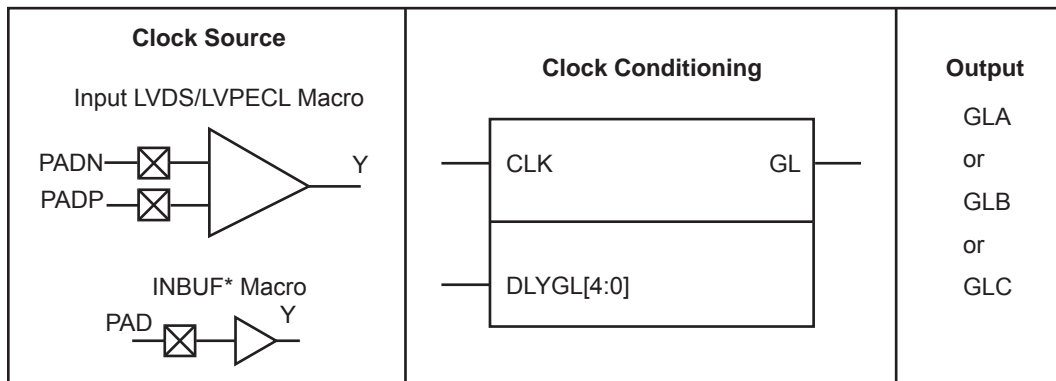 Clock Source
Input LVDS/LVPECL Macro
PADN
PADP
Y
INBUF* Macro
PAD
Y
Clock Conditioning
CLK
GL
DLYGL[4:0]
Output
GLA
or
GLB
or
GLC